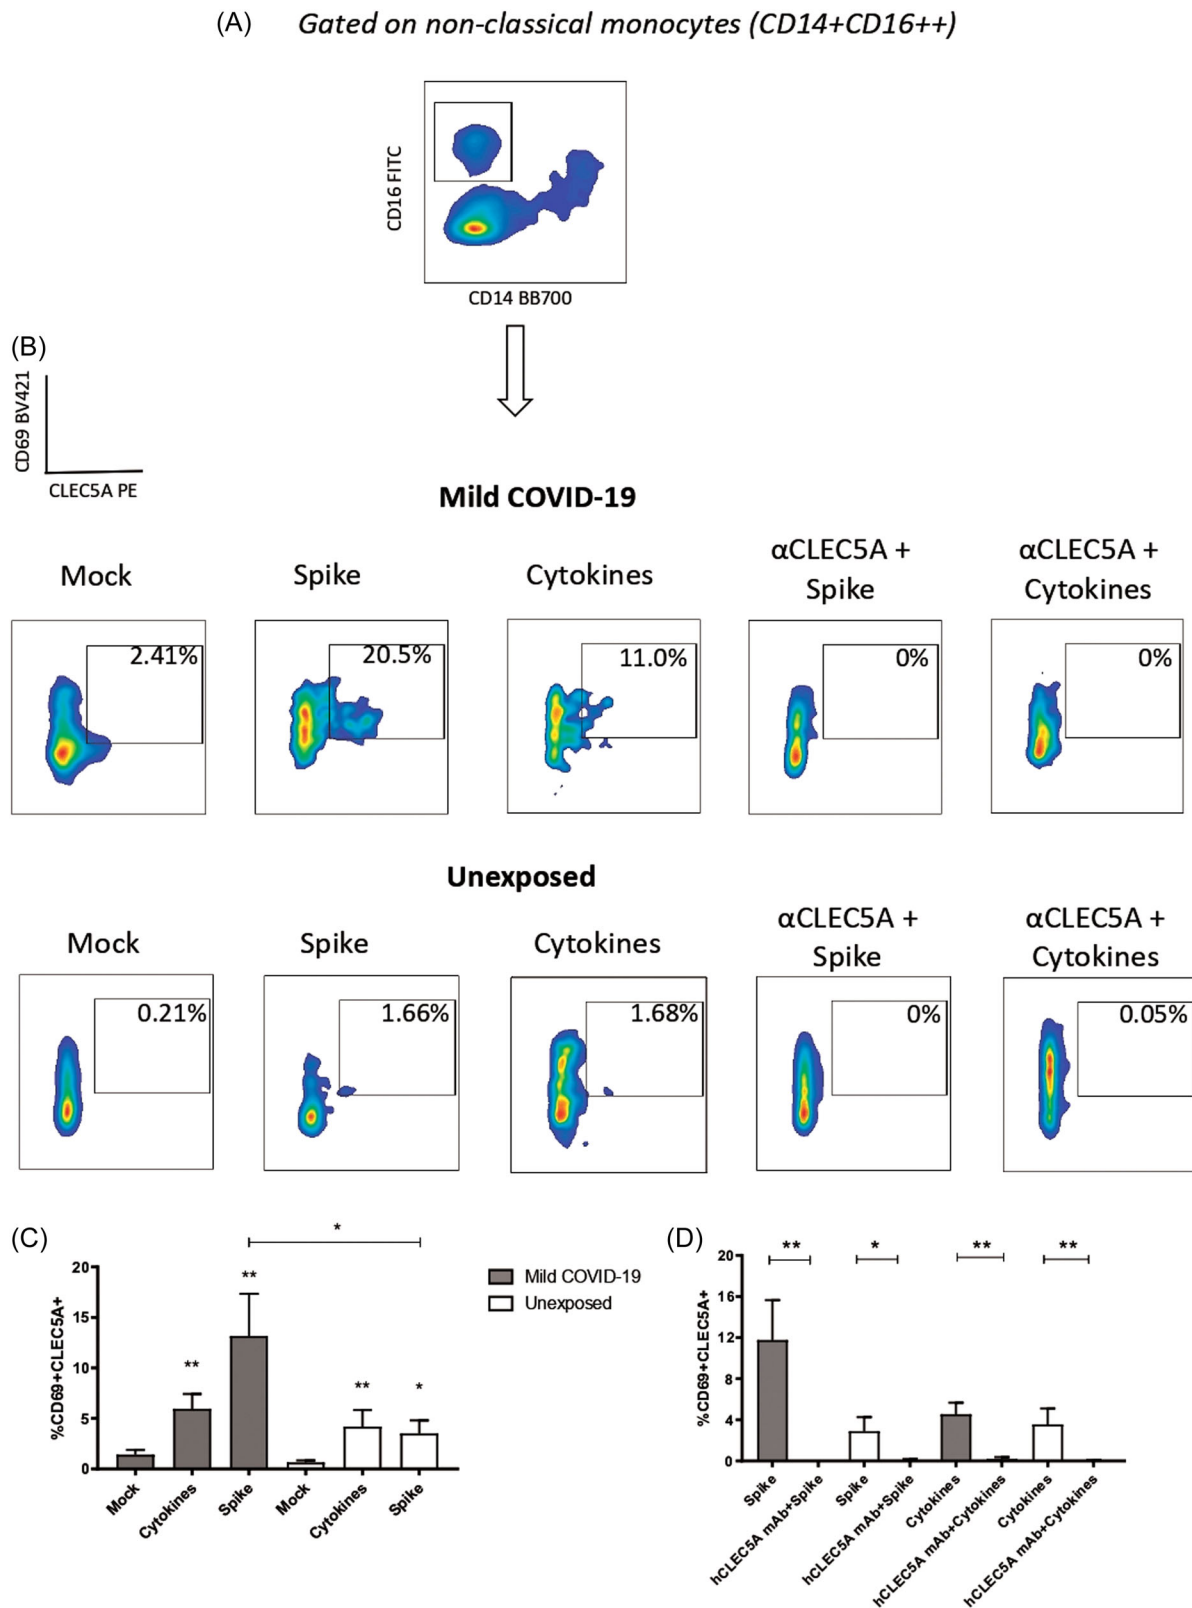 (A) Gated on non-classical monocytes (CD14+CD16++)
CD16 FITC
CD14 BB700
(B)
CD69 BV421
CLEC5A PE
Mild COVID-19
Mock
Spike
Cytokines
αCLEC5A +
Spike
αCLEC5A +
Cytokines
2.41%
20.5%
11.0%
0%
0%
Unexposed
Mock
Spike
Cytokines
αCLEC5A +
Spike
αCLEC5A +
Cytokines
0.21%
1.66%
1.68%
0%
0.05%
(C)
%CD69+CLEC5A+
20
15
10
5
0
**
**
*
**
*
Mock
Cytokines
Spike
Mock
Cytokines
Spike
Mild COVID-19
Unexposed
(D)
%CD69+CLEC5A+
20
16
12
8
4
0
**
*
**
**
Spike
hCLEC5A mAb+Spike
Spike
hCLEC5A mAb+Spike
Cytokines
hCLEC5A mAb+Cytokines
Cytokines
hCLEC5A mAb+Cytokines